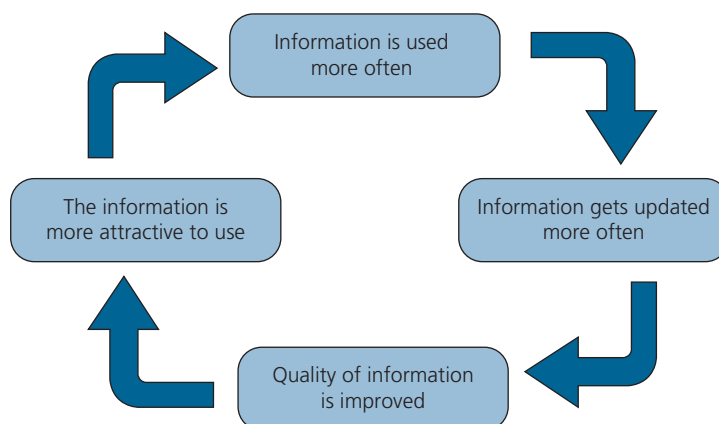 Information is used
more often
Information gets updated
more often
Quality of information
is improved
The information is
more attractive to use